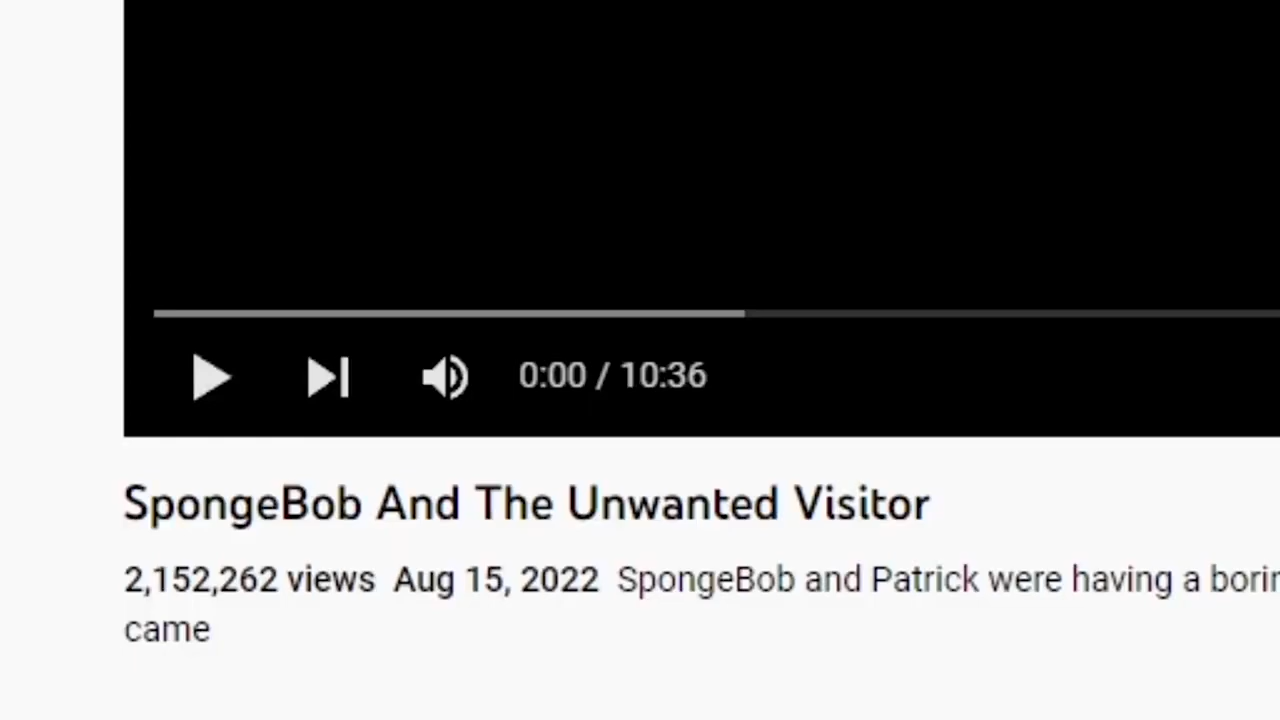 0:00 / 10:36
SpongeBob And The Unwanted Visitor
2,152,262 views Aug 15, 2022 SpongeBob and Patrick were having a
came